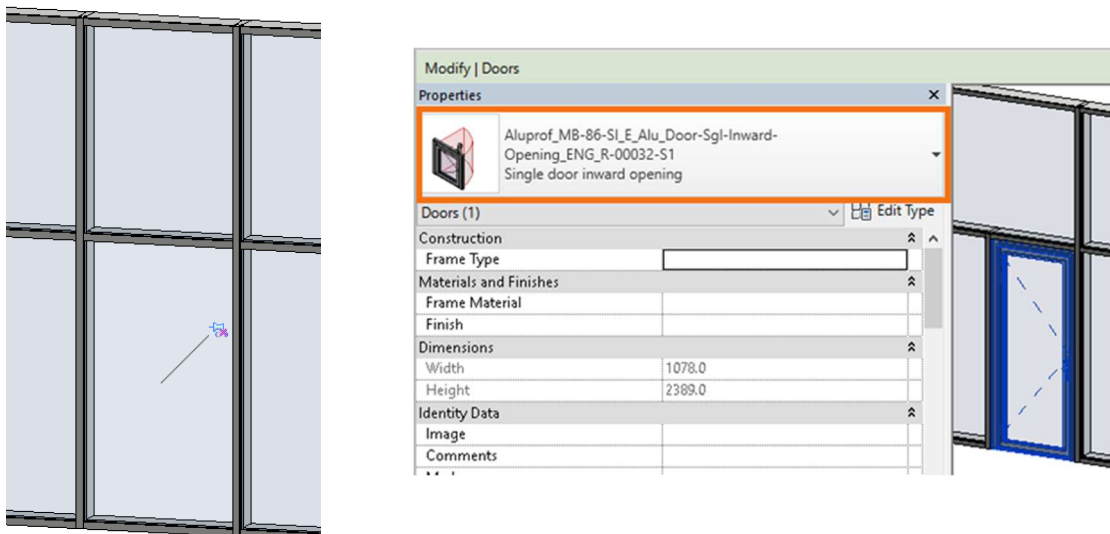 Modify | Doors
Properties
Aluprof_MB-86-SI_E_Alu_Door-Sgl-Inward-
Opening_ENG_R-00032-S1
Single door inward opening
Doors (1)
Edit Type
Construction
Frame Type
Materials and Finishes
Frame Material
Finish
Dimensions
Width 1078.0
Height 2389.0
Identity Data
Image
Comments